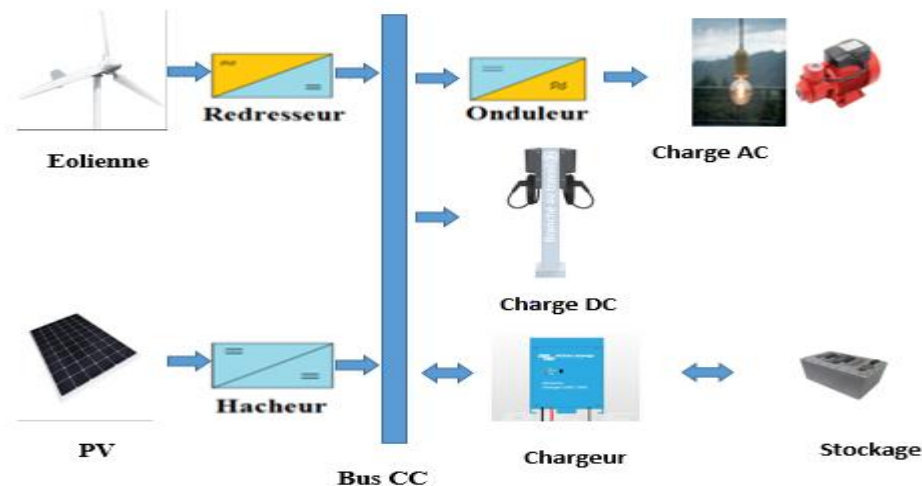 Redresseur
Onduleur
Eolienne
Charge AC
Charge DC
Hacheur
PV
Chargeur
Stockage
Bus CC